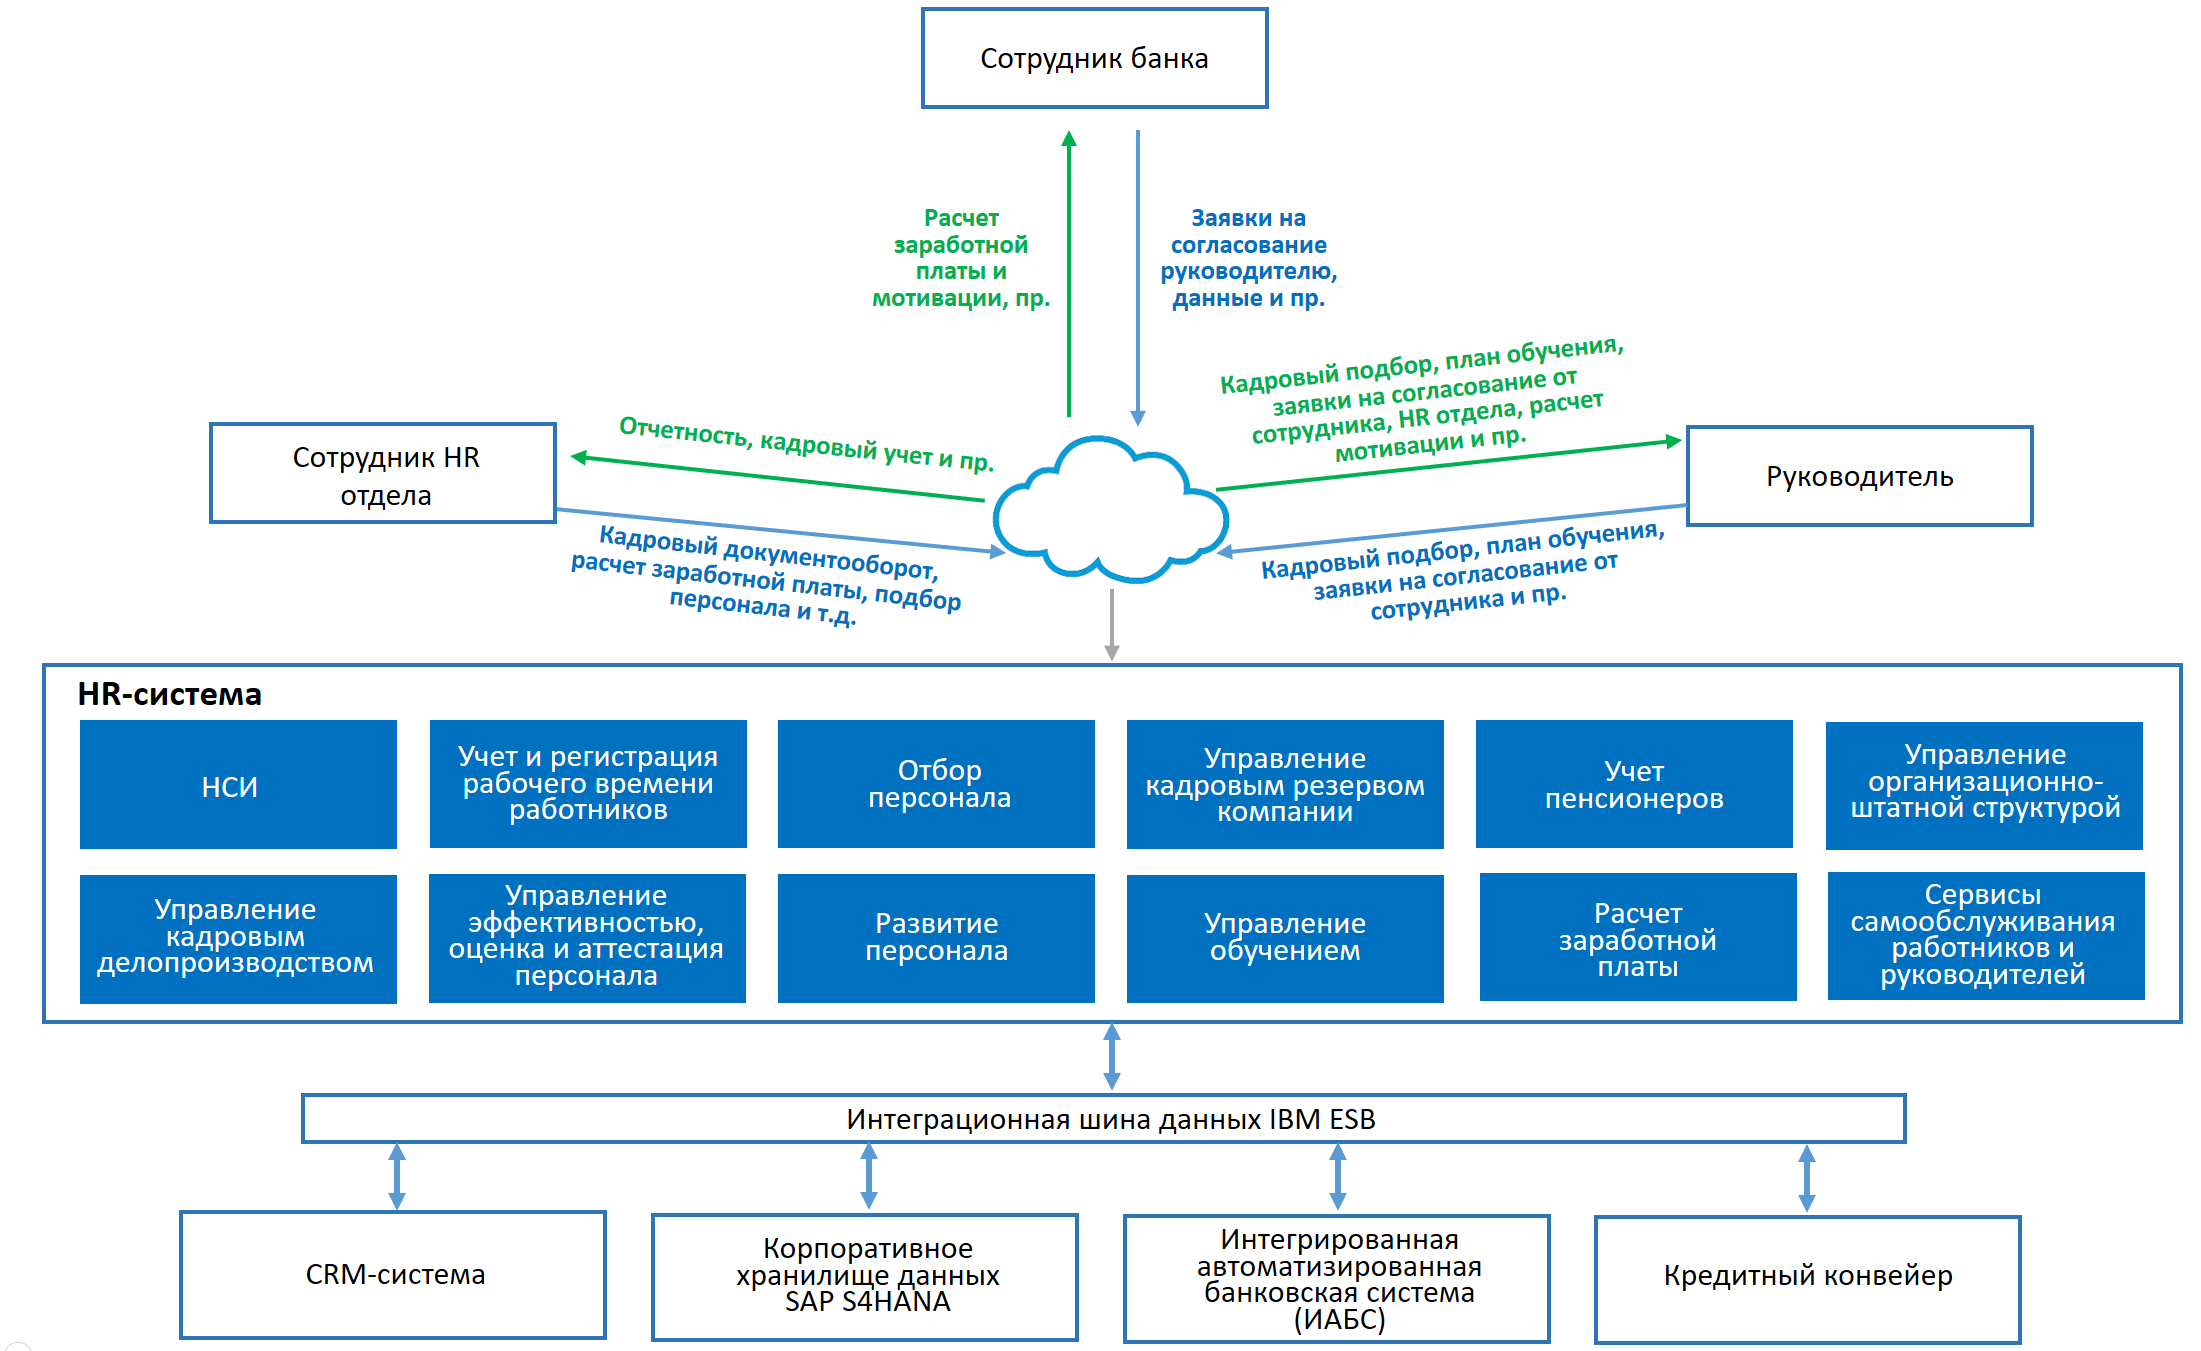 Сотрудник банка
Расчет
заработной
платы и
мотивации, пр.
Заявки на
согласование
руководителю,
данные и пр.
Кадровый подбор, план обучения,
заявки на согласование от
сотрудника, HR отдела, расчет
мотивации и пр.
Отчетность, кадровый учет и пр.
Сотрудник HR
отдела
Руководитель
Кадровый документооборот,
расчет заработной платы, подбор
персонала и т.д.
Кадровый подбор, план обучения,
заявки на согласование от
сотрудника и пр.
HR-система
НСИ
Учет и регистрация
рабочего времени
работников
Отбор
персонала
Управление
кадровым резервом
компании
Учет
пенсионеров
Управление
организационно-
штатной структурой
Управление
кадровым
делопроизводством
Управление
эффективностью,
оценка и аттестация
персонала
Развитие
персонала
Управление
обучением
Расчет
заработной
платы
Сервисы
самообслуживания
работников и
руководителей
Интеграционная шина данных IBM ESB
CRM-система
Корпоративное
хранилище данных
SAP S4HANA
Интегрированная
автоматизированная
банковская система
(ИАБС)
Кредитный конвейер